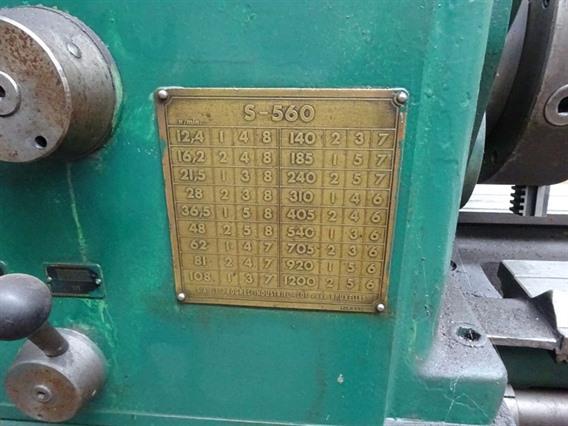 S-560
n/min.
12,4 1 4 8 140 2 3 7
16,2 2 4 8 185 1 5 7
21,5 1 3 8 240 2 5 7
28 2 3 8 310 1 4 6
36,5 1 5 8 405 2 4 6
48 2 5 8 540 1 3 6
62 1 4 7 705 2 3 6
81 2 4 7 920 1 5 6
108 1 3 7 1200 2 5 6
PROGRES INDUSTRIEL BRUXELLES